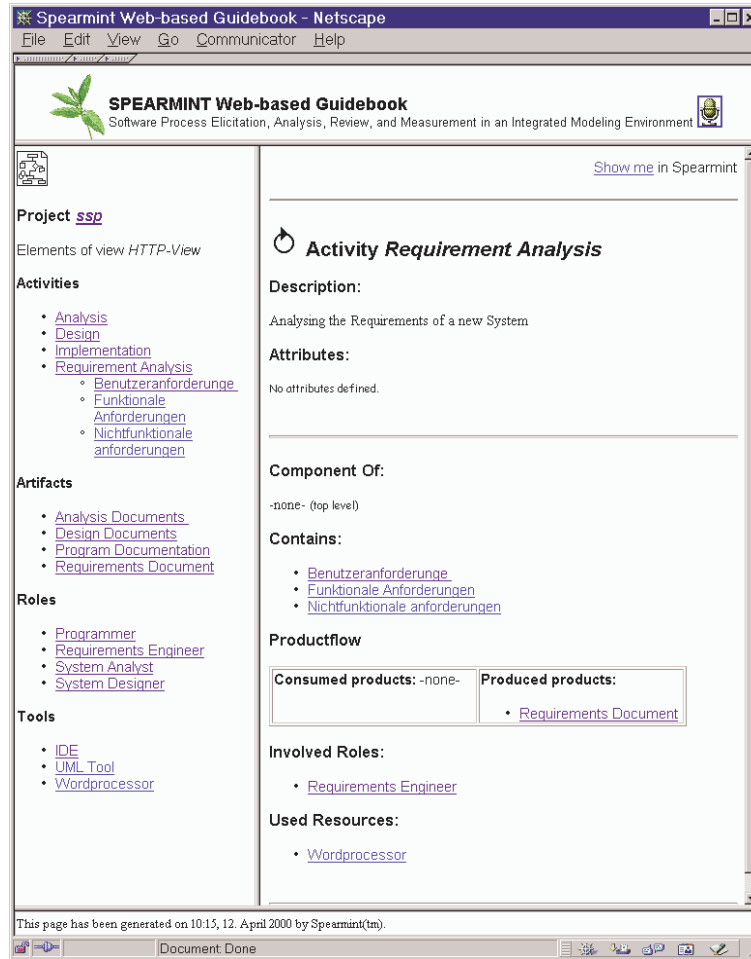 Spearmint Web-based Guidebook - Netscape
File Edit View Go Communicator Help
SPEARMINT Web-based Guidebook
Software Process Elicitation, Analysis, Review, and Measurement in an Integrated Modeling Environment
Project ssp
Elements of view HTTP-View
Activities
• Analysis
• Design
• Implementation
• Requirement Analysis
◦ Benutzeranforderunge
◦ Funktionale
Anforderungen
◦ Nichtfunktionale
anforderungen
Artifacts
• Analysis Documents
• Design Documents
• Program Documentation
• Requirements Document
Roles
• Programmer
• Requirements Engineer
• System Analyst
• System Designer
Tools
• IDE
• UML Tool
• Wordprocessor
Show me in Spearmint
Activity Requirement Analysis
Description:
Analysing the Requirements of a new System
Attributes:
No attributes defined.
Component Of:
-none- (top level)
Contains:
• Benutzeranforderunge
• Funktionale Anforderungen
• Nichtfunktionale anforderungen
Productflow
Consumed products: -none-
Produced products:
• Requirements Document
Involved Roles:
• Requirements Engineer
Used Resources:
• Wordprocessor
This page has been generated on 10:15, 12. April 2000 by Spearmint(tm).
Document: Done